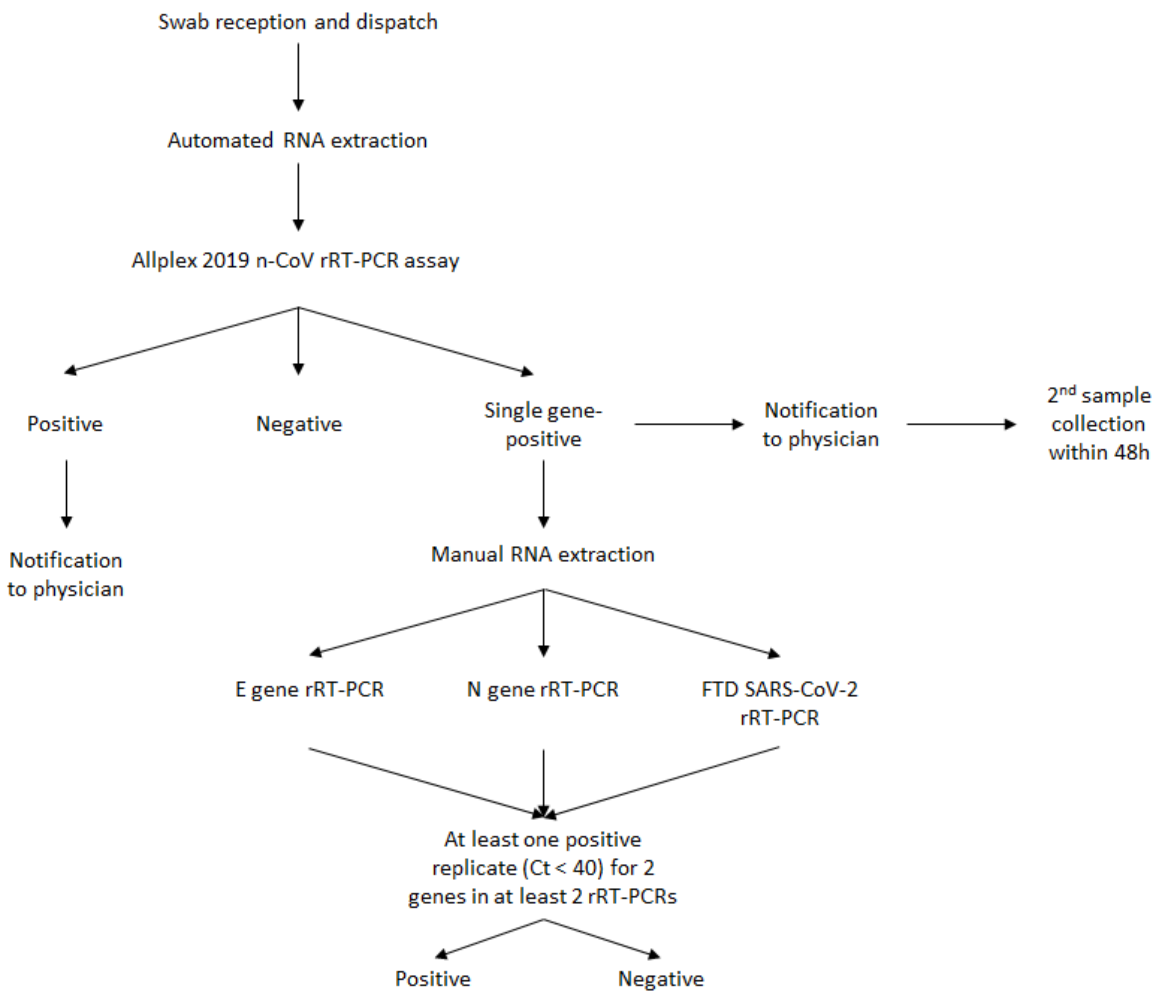 Swab reception and dispatch
Automated RNA extraction
Allplex 2019 n-CoV rRT-PCR assay
Positive
Negative
Single gene-
positive
Notification
to physician
2nd sample
collection
within 48h
Notification
to physician
Manual RNA extraction
E gene rRT-PCR
N gene rRT-PCR
FTD SARS-CoV-2
rRT-PCR
At least one positive
replicate (Ct < 40) for 2
genes in at least 2 rRT-PCRs
Positive
Negative